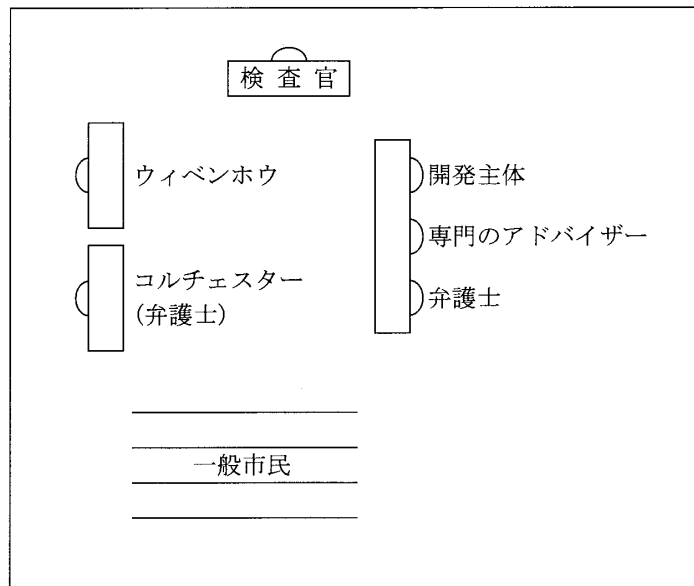 検査官
ウィベンホウ
開発主体
専門のアドバイザー
コルチェスター
(弁護士)
弁護士
一般市民